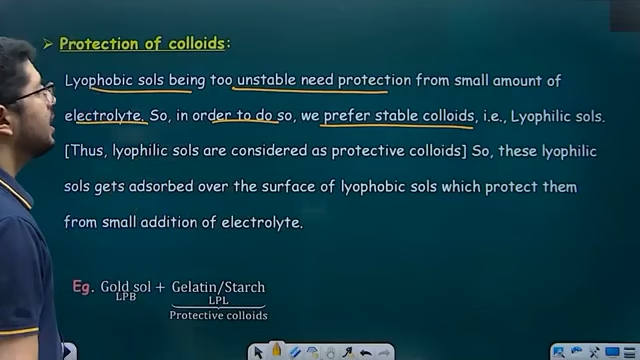 ➢ Protection of colloids:
Lyophobic sols being too unstable need protection from small amount of
electrolyte. So, in order to do so, we prefer stable colloids, i.e., Lyophilic sols.
[Thus, lyophilic sols are considered as protective colloids] So, these lyophilic
sols gets adsorbed over the surface of lyophobic sols which protect them
from small addition of electrolyte.
Eg. Gold sol + Gelatin/Starch
LPB LPL
Protective colloids